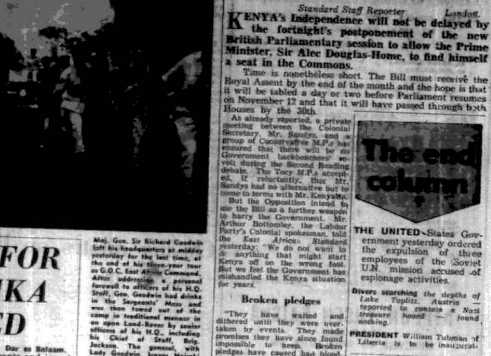 Standard Staff Reporter London,
KENYA's Independence will not be delayed by
the fortnight's postponement of the new
British Parliamentary session to allow the Prime
Minister, Sir Alec Douglas-Home, to find himself
a seat in the Commons.
Time is nonetheless short. The Bill must receive the
Royal Assent by the end of the month and the hope is that
it will be tabled a day or two before Parliament resumes
on November 12 and that it will have passed through both
Houses by the 30th.
As already reported, a private
meeting between the Colonial
Secretary, Mr. Sandys, and a
group of Conservative M.P.s has
ensured that there will be no
Government backbenchers' re-
volt during the Second Reading
debate. The Tory M.P.s accept-
ed, if reluctantly, that Mr.
Sandys had no alternative but to
come to terms with Mr. Kenyatta.
But the Opposition intend to
use the Bill as a further weapon
to harry the Government. Mr.
Arthur Bottomley, the Labour
Party's Colonial spokesman, told
the East African Standard
yesterday: "We do not want to
do anything that might start
Kenya off on the wrong foot.
But we feel the Government has
mishandled the Kenya situation
for years.
Broken pledges
"They have waited and
dithered until they were over-
taken by events. They made
promises they have since found
impossible to keep. Broken
pledges have caused bad blood
The end
column
THE UNITED States Gov-
ernment yesterday ordered
the expulsion of three
employees of the Soviet
U.N. mission accused of
espionage activities.
Divers searching the depths of
Lake Toplitz, Austria
reported to contain a Nazi
treasure hoard — found
nothing.
PRESIDENT William Tubman of
Liberia is to be inaugurat-
FOR
KA
ED
Dar es Salaam.
Maj. Gen. Sir Richard Goodwin
left his headquarters at midday
yesterday for the last time, at
the end of his three-year tour
as G.O.C. East Africa Command.
After addressing a personal
farewell to officers of his H.Q.
Staff, Gen. Goodwin had drinks
in the Sergeants' Mess and
was then towed out of the
camp in traditional manner in
an open Land-Rover by senior
officers of his H.Q., including
his Chief of Staff, Brig.
Jackson. The
Lady Goodwin